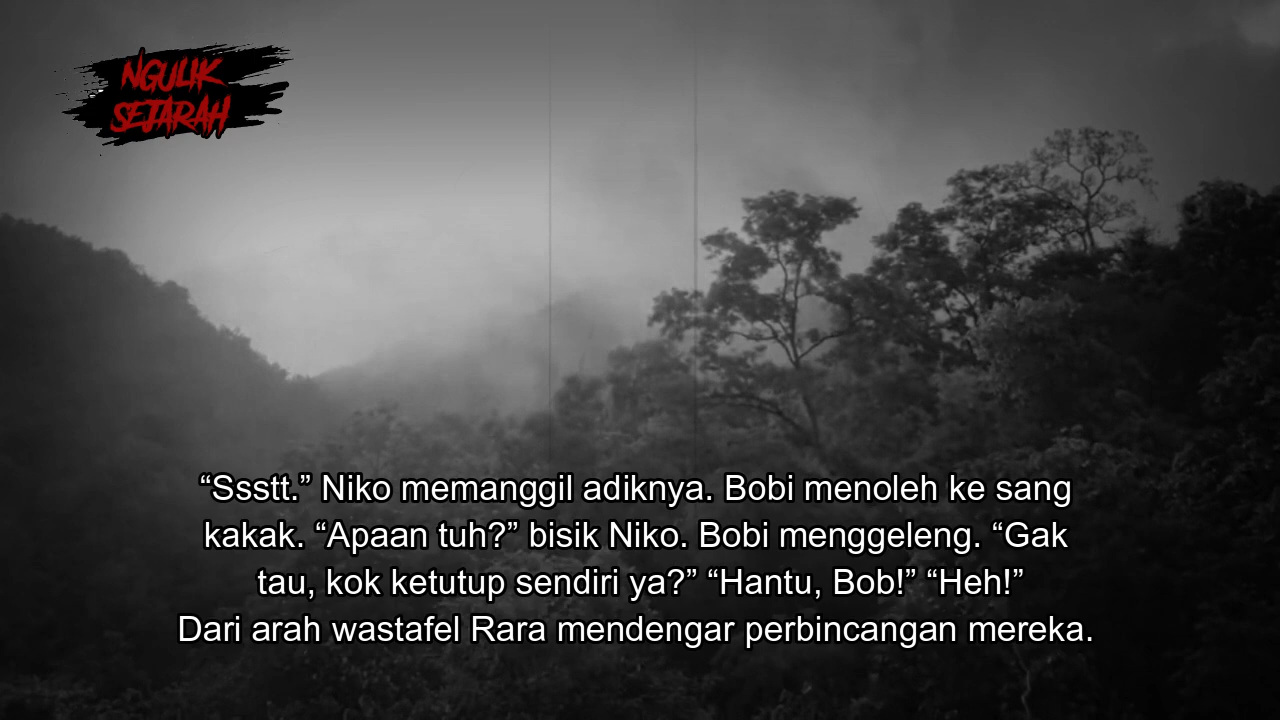 NGULIK
SEJARAH
“Ssstt.” Niko memanggil adiknya. Bobi menoleh ke sang
kakak. “Apaan tuh?” bisik Niko. Bobi menggeleng. “Gak
tau, kok ketutup sendiri ya?” “Hantu, Bob!” “Heh!”
Dari arah wastafel Rara mendengar perbincangan mereka.